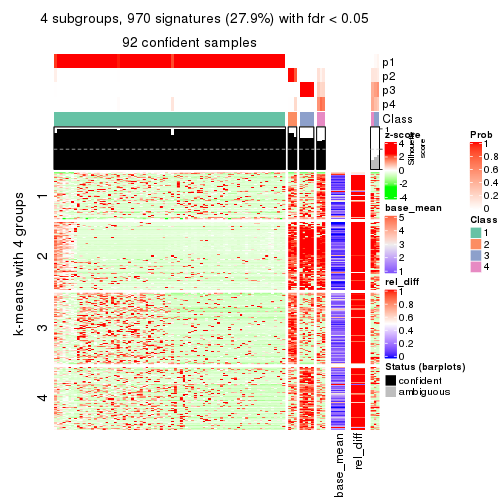 4 subgroups, 970 signatures (27.9%) with fdr < 0.05
92 confident samples
p1
p2
p3
p4
Class
1
Silhouette
score
k-means with 4 groups
1
2
3
4
base_mean
rel_diff
z-score
4
2
0
-2
-4
base_mean
5
4
3
2
1
rel_diff
1
0.8
0.6
0.4
0.2
0
Status (barplots)
confident
ambiguous
Prob
1
0.8
0.6
0.4
0.2
0
Class
1
2
3
4